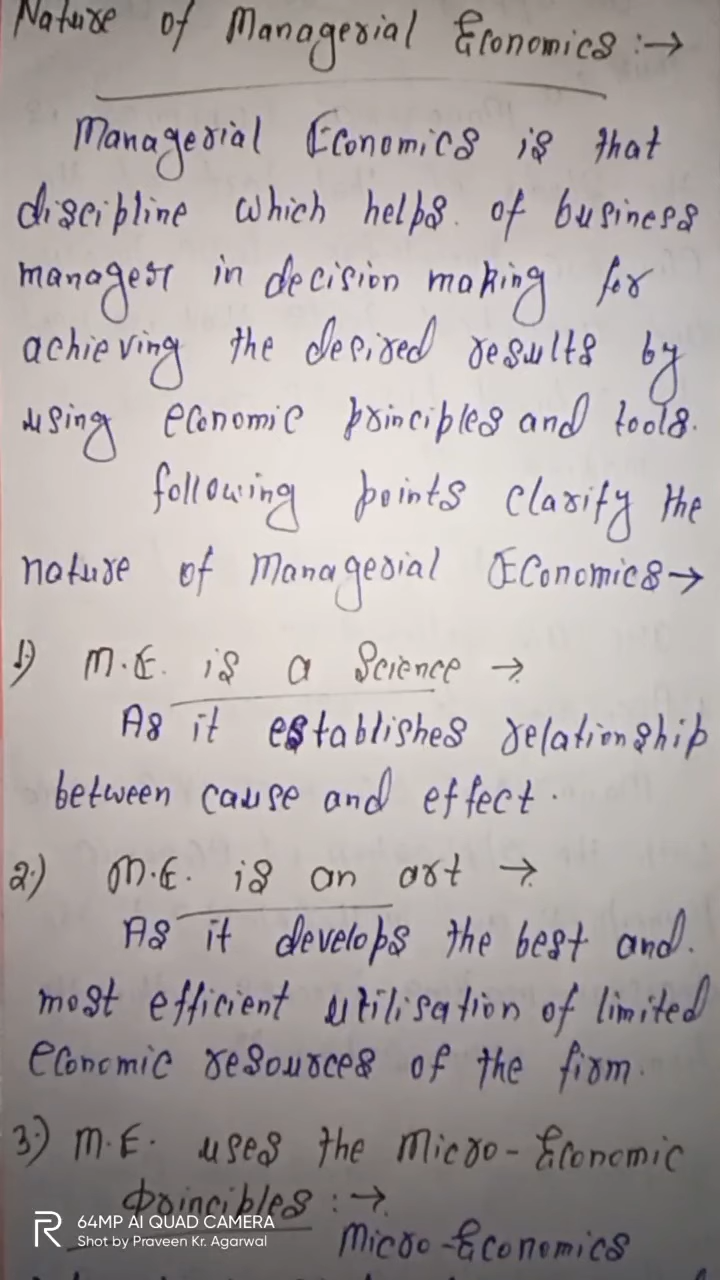 Nature of Managerial Economics :→
Managerial Economics is that
discipline which helps of business
manager in decision making for
achieving the desired results by
using economic principles and tools.
following points clarify the
nature of Managerial Economics→
1) M.E. is a Science →
As it establishes relationship
between cause and effect.
2.) M.E. is an art →
As it develops the best and.
most efficient utilisation of limited
economic resources of the firm.
3.) M.E. uses the Micro-Economic
principles :→
Micro-Economics
64MP AI QUAD CAMERA
Shot by Praveen Kr. Agarwal